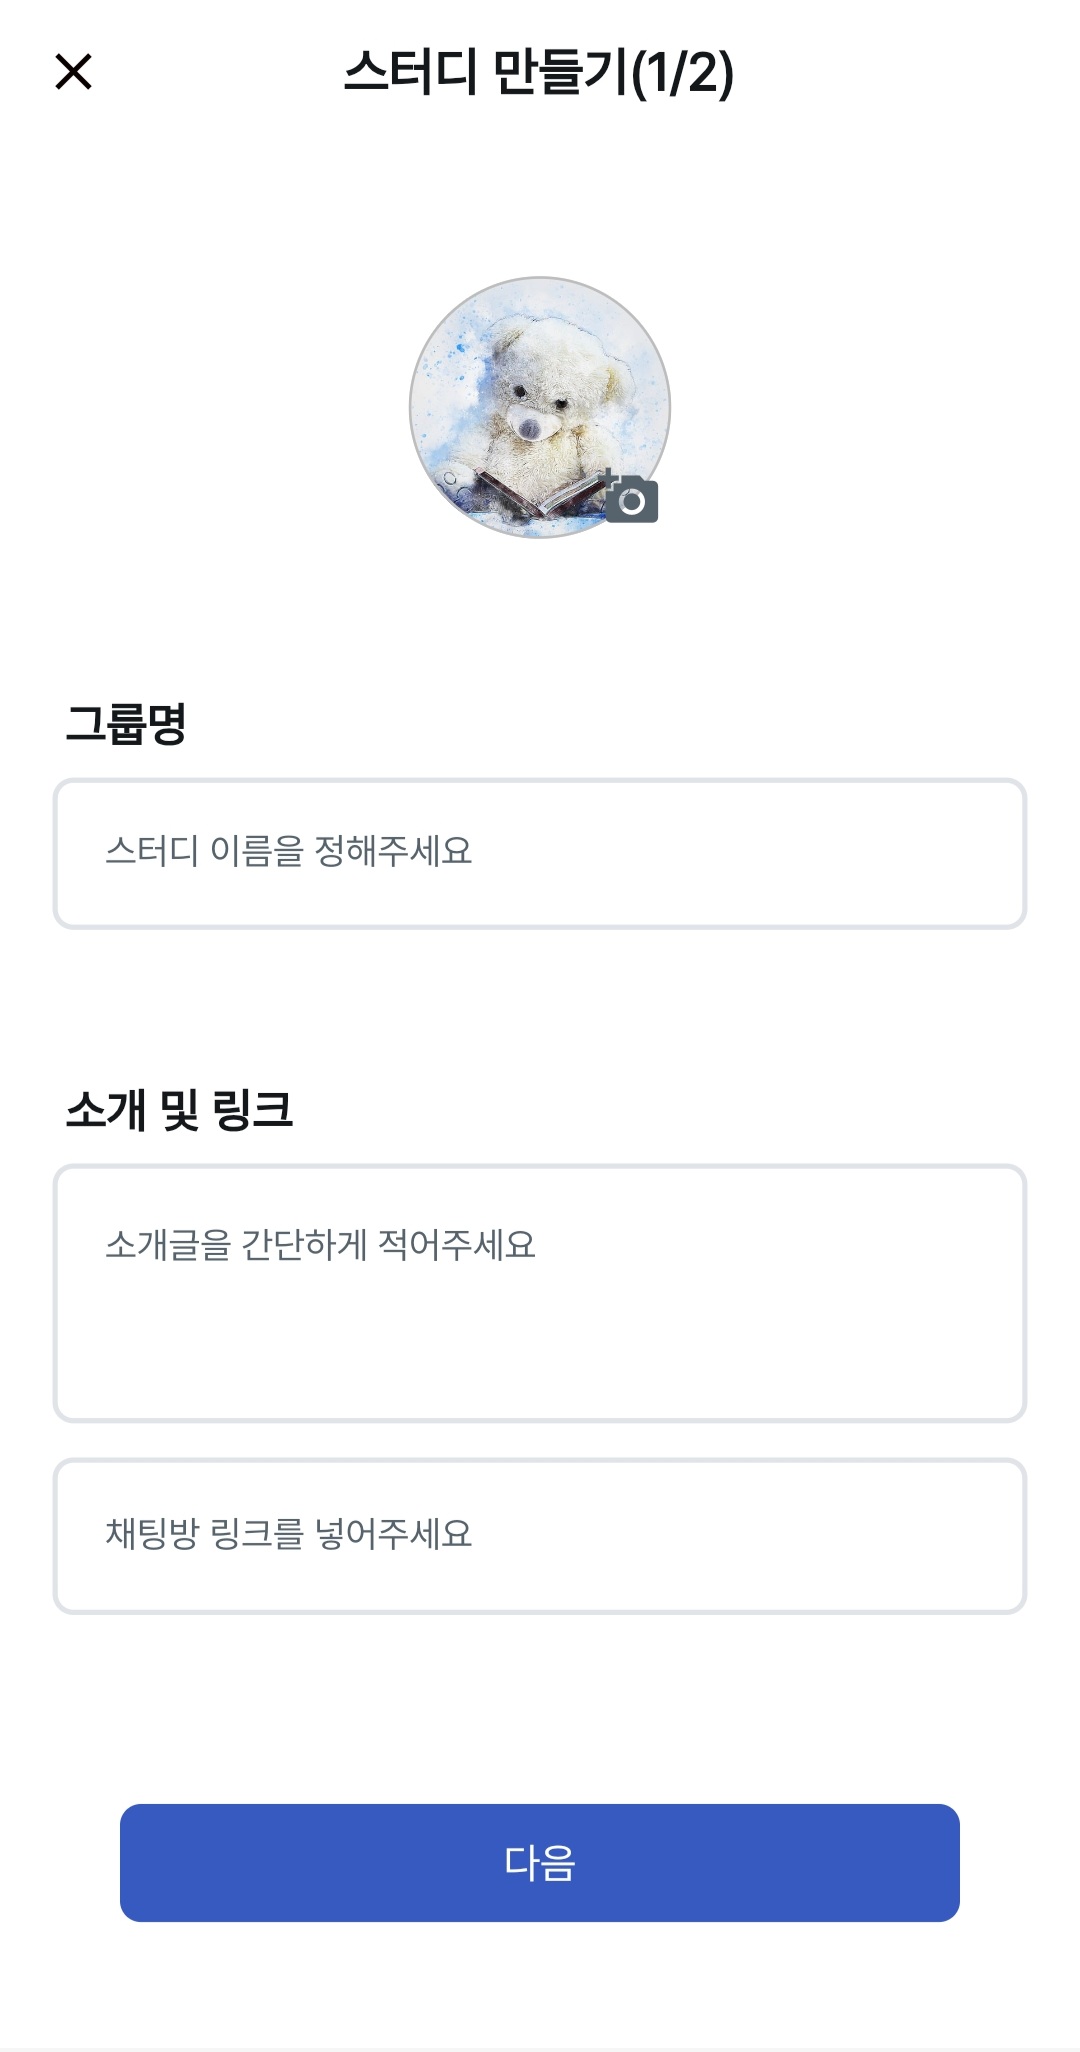 스터디 만들기(1/2)
그룹명
스터디 이름을 정해주세요
소개 및 링크
소개글을 간단하게 적어주세요
채팅방 링크를 넣어주세요
다음